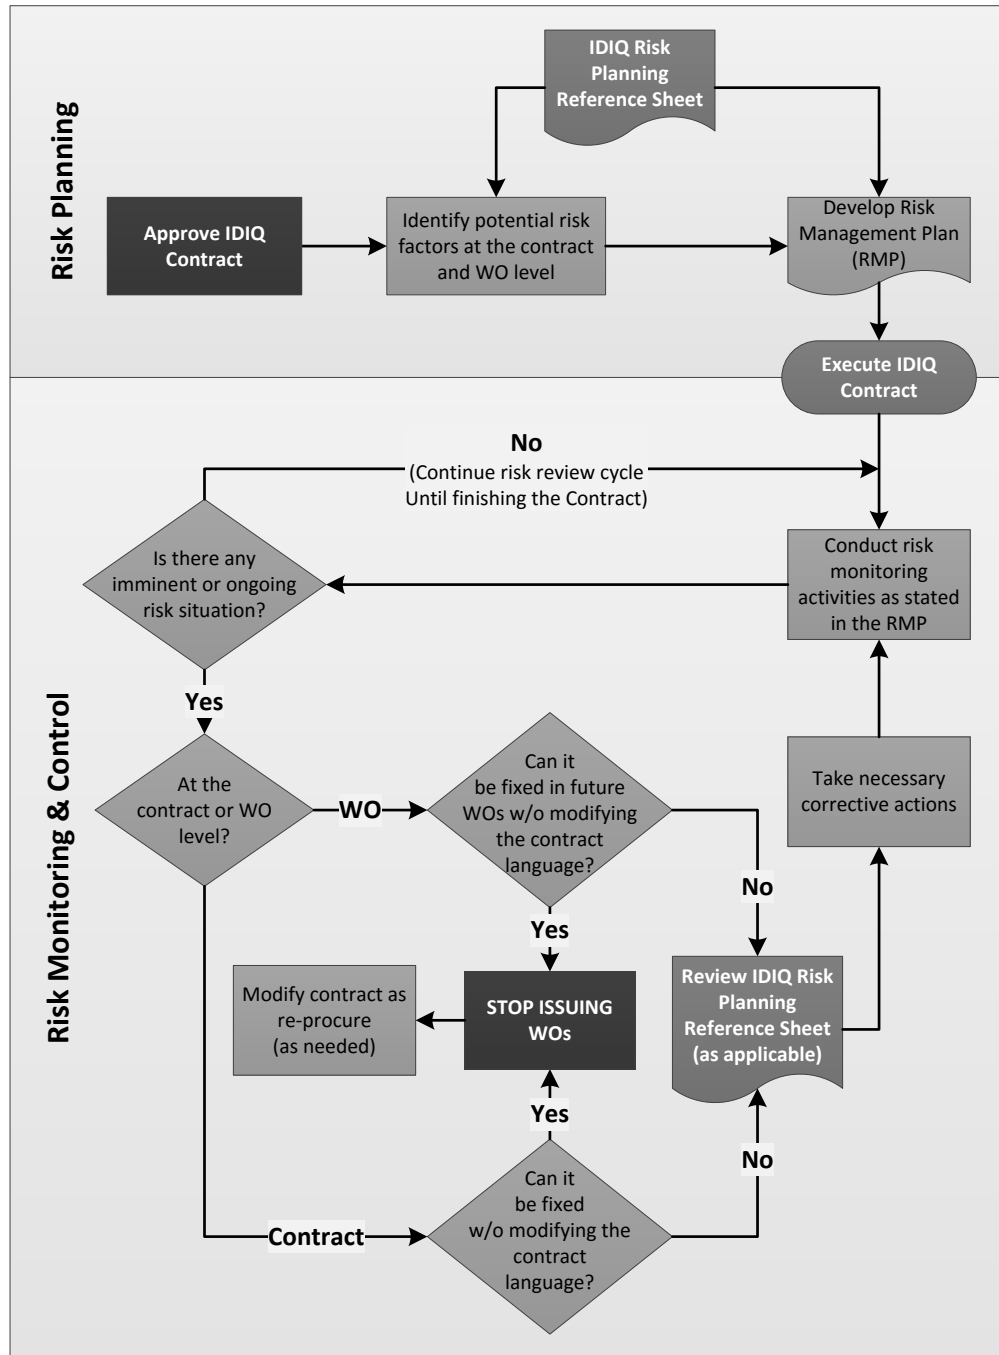 Risk Planning
IDIQ Risk
Planning
Reference Sheet
Approve IDIQ
Contract
Identify potential risk
factors at the contract
and WO level
Develop Risk
Management Plan
(RMP)
Execute IDIQ
Contract
Risk Monitoring & Control
No
(Continue risk review cycle
Until finishing the Contract)
Is there any
imminent or ongoing
risk situation?
Conduct risk
monitoring
activities as stated
in the RMP
Yes
At the
contract or WO
level?
WO
Can it
be fixed in future
WOs w/o modifying
the contract
language?
Take necessary
corrective actions
No
Yes
Modify contract as
re-procure
(as needed)
STOP ISSUING
WOs
Review IDIQ Risk
Planning
Reference Sheet
(as applicable)
Yes
No
Contract
Can it
be fixed
w/o modifying the
contract
language?